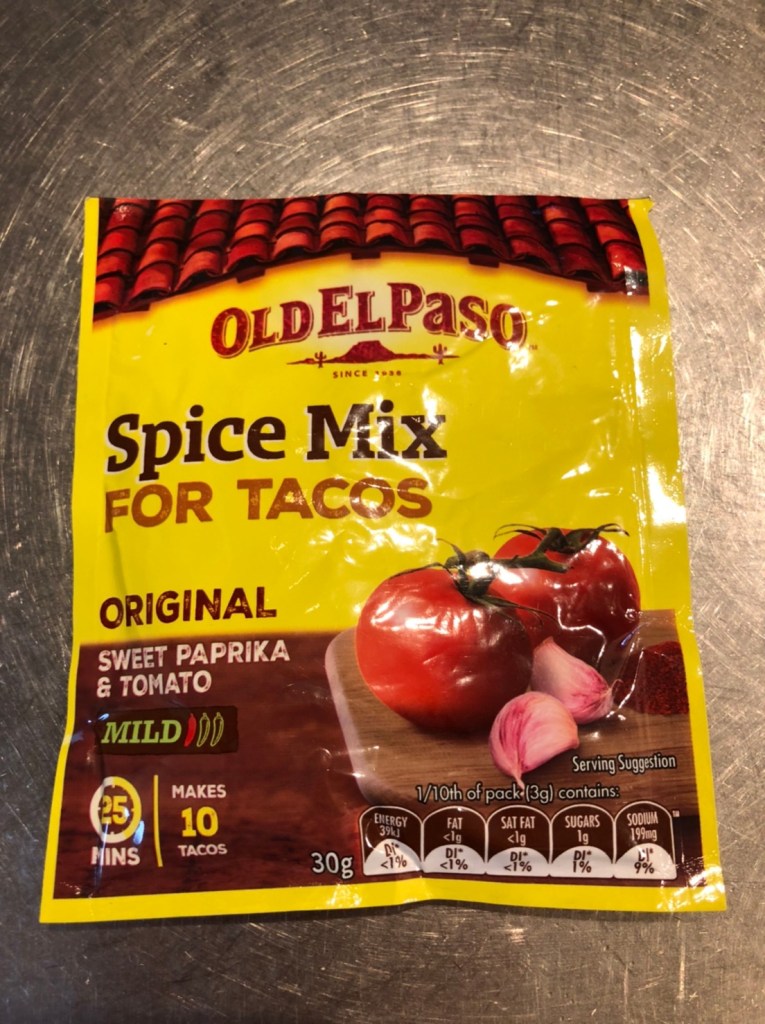 OLD EL PASO
SINCE 1938
Spice Mix
FOR TACOS
ORIGINAL
SWEET PAPRIKA
& TOMATO
MILD
25
MINS
MAKES
10
TACOS
Serving Suggestion
1/10th of pack (3g) contains:
30g
ENERGY
39kJ
DI*
<1%
FAT
<1g
DI*
<1%
SAT FAT
<1g
DI*
<1%
SUGARS
1g
DI*
1%
SODIUM
199mg
DI*
9%
TM